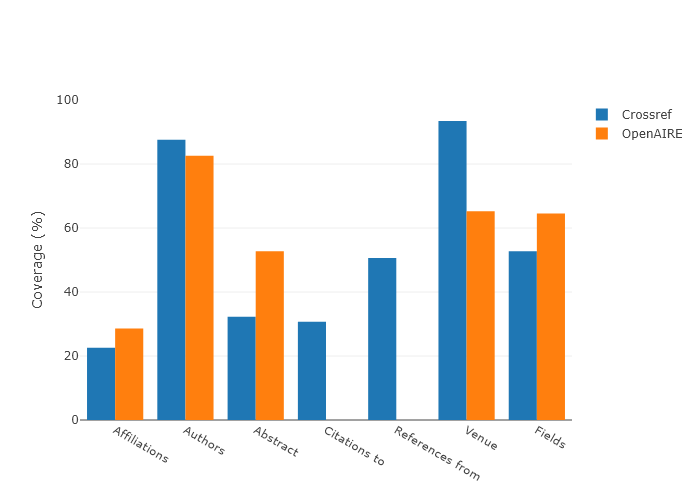 100
80
60
40
20
0
Coverage (%)
Affiliations
Authors
Abstract
Citations to
References from
Venue
Fields
Crossref
OpenAIRE